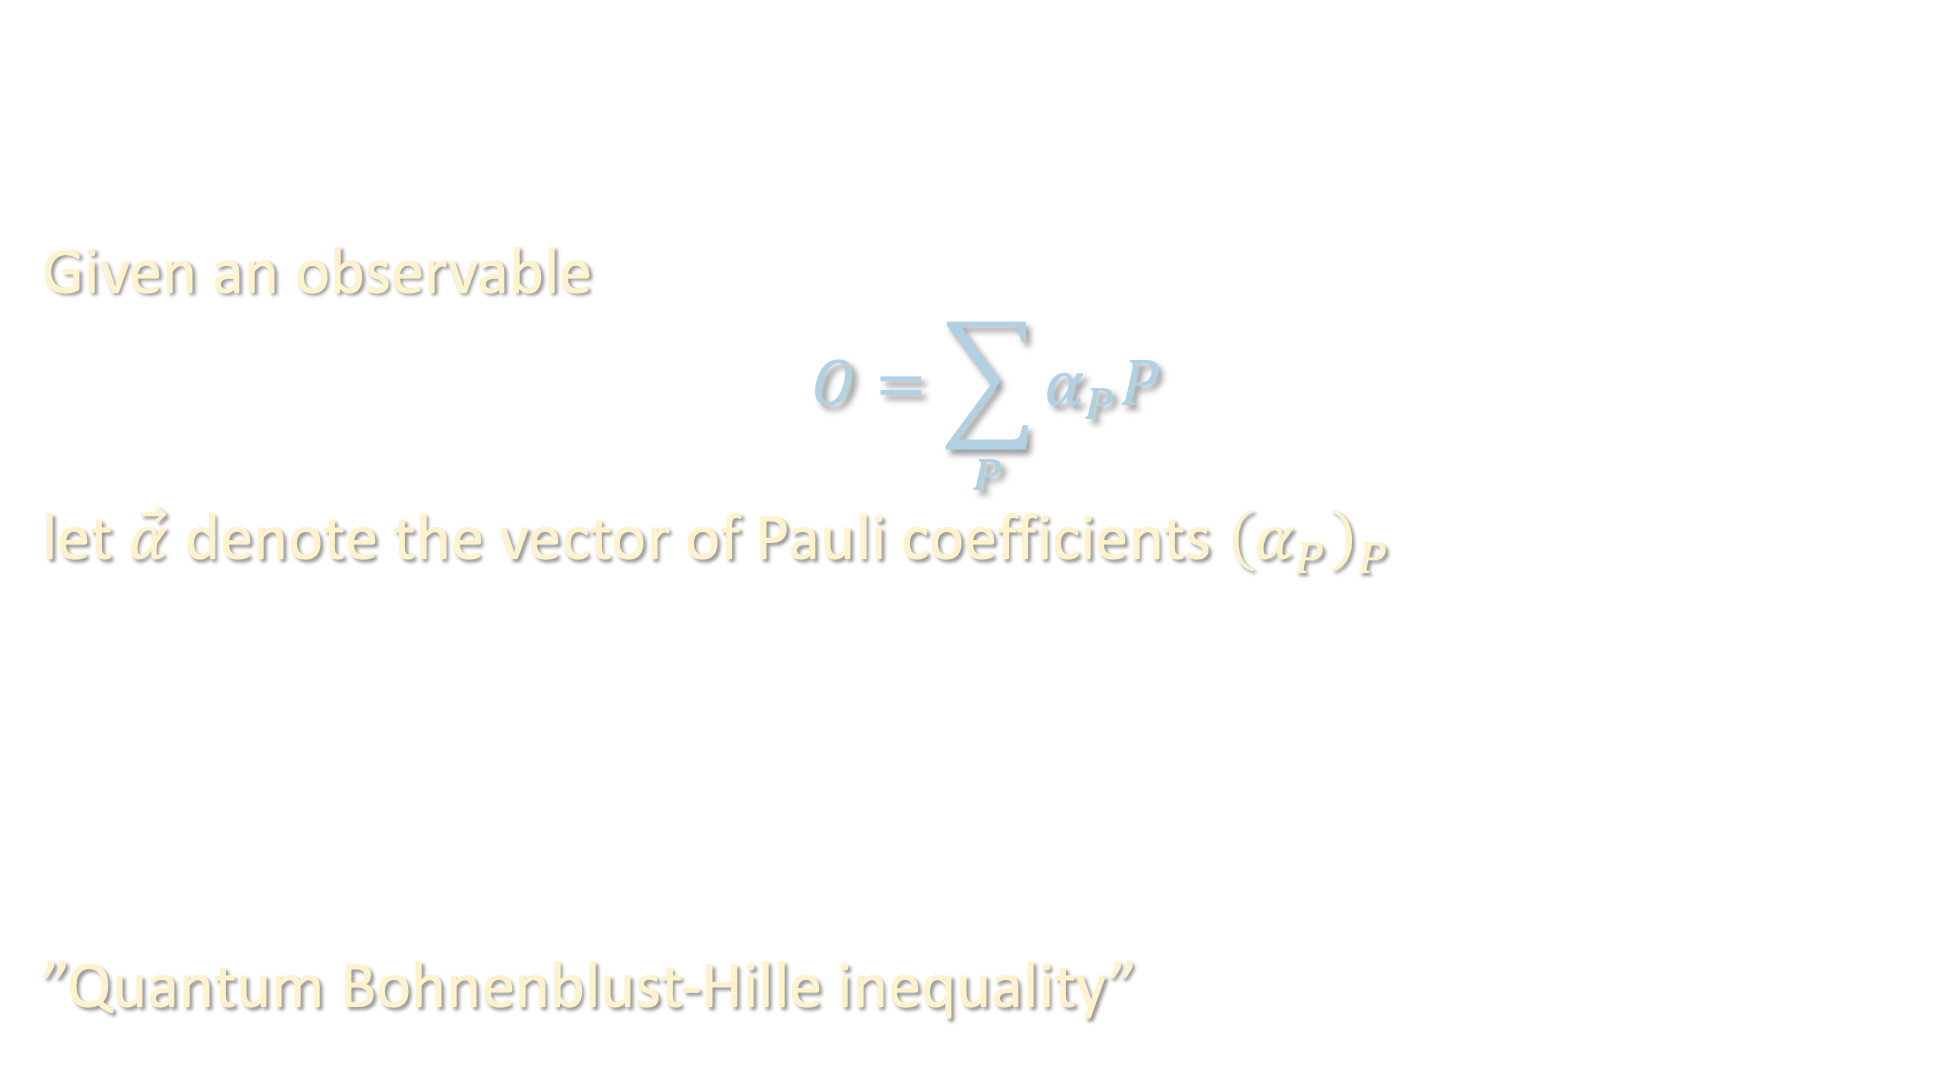 Given an observable
𝑂 = ∑_𝑃 𝛼_𝑃 𝑃
let 𝛼⃗ denote the vector of Pauli coefficients (𝛼_𝑃)_𝑃
”Quantum Bohnenblust-Hille inequality”